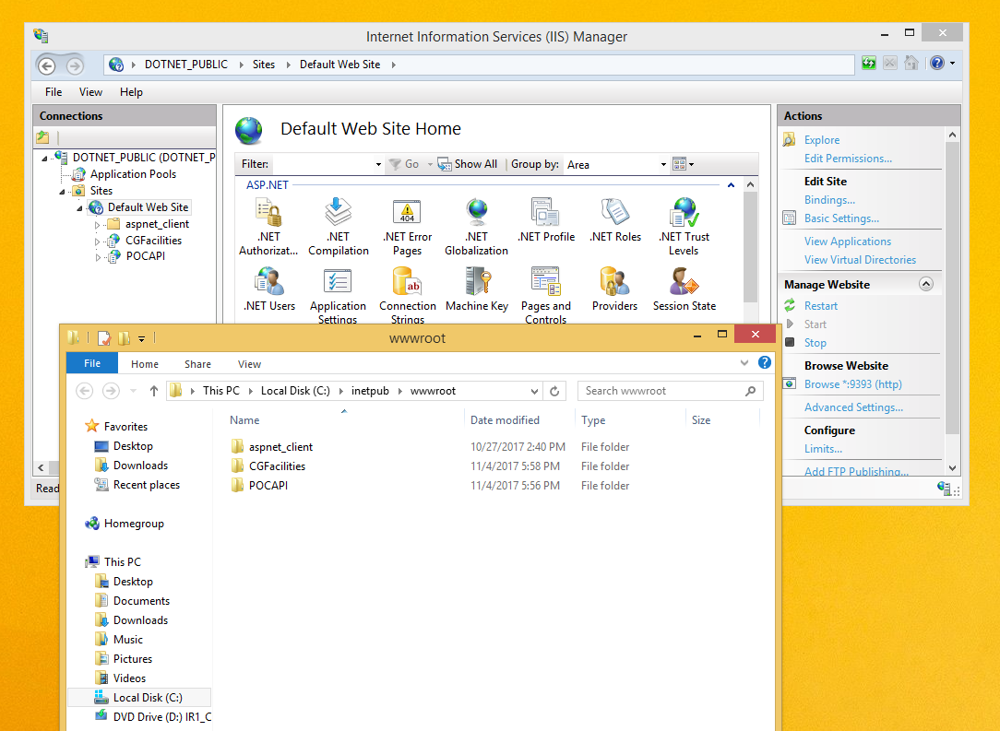 Internet Information Services (IIS) Manager
DOTNET_PUBLIC Sites Default Web Site
File View Help
Connections
DOTNET_PUBLIC (DOTNET_P
Application Pools
Sites
Default Web Site
aspnet_client
CGFacilities
POCAPI
Read
Default Web Site Home
Filter: Go Show All Group by: Area
ASP.NET
.NET Authorizat...
.NET Compilation
404
.NET Error Pages
.NET Globalization
.NET Profile
.NET Roles
.NET Trust Levels
.NET Users
Application Settings
ab
Connection Strings
Machine Key
Pages and Controls
Providers
Session State
Actions
Explore
Edit Permissions...
Edit Site
Bindings...
Basic Settings...
View Applications
View Virtual Directories
Manage Website
Restart
Start
Stop
Browse Website
Browse *:9393 (http)
Advanced Settings...
Configure
Limits...
Add FTP Publishing...
wwwroot
File Home Share View
This PC Local Disk (C:) inetpub wwwroot
Search wwwroot
Favorites
Desktop
Downloads
Recent places
Homegroup
This PC
Desktop
Documents
Downloads
Music
Pictures
Videos
Local Disk (C:)
DVD Drive (D:) IR1_C
Name Date modified Type Size
aspnet_client 10/27/2017 2:40 PM File folder
CGFacilities 11/4/2017 5:58 PM File folder
POCAPI 11/4/2017 5:56 PM File folder